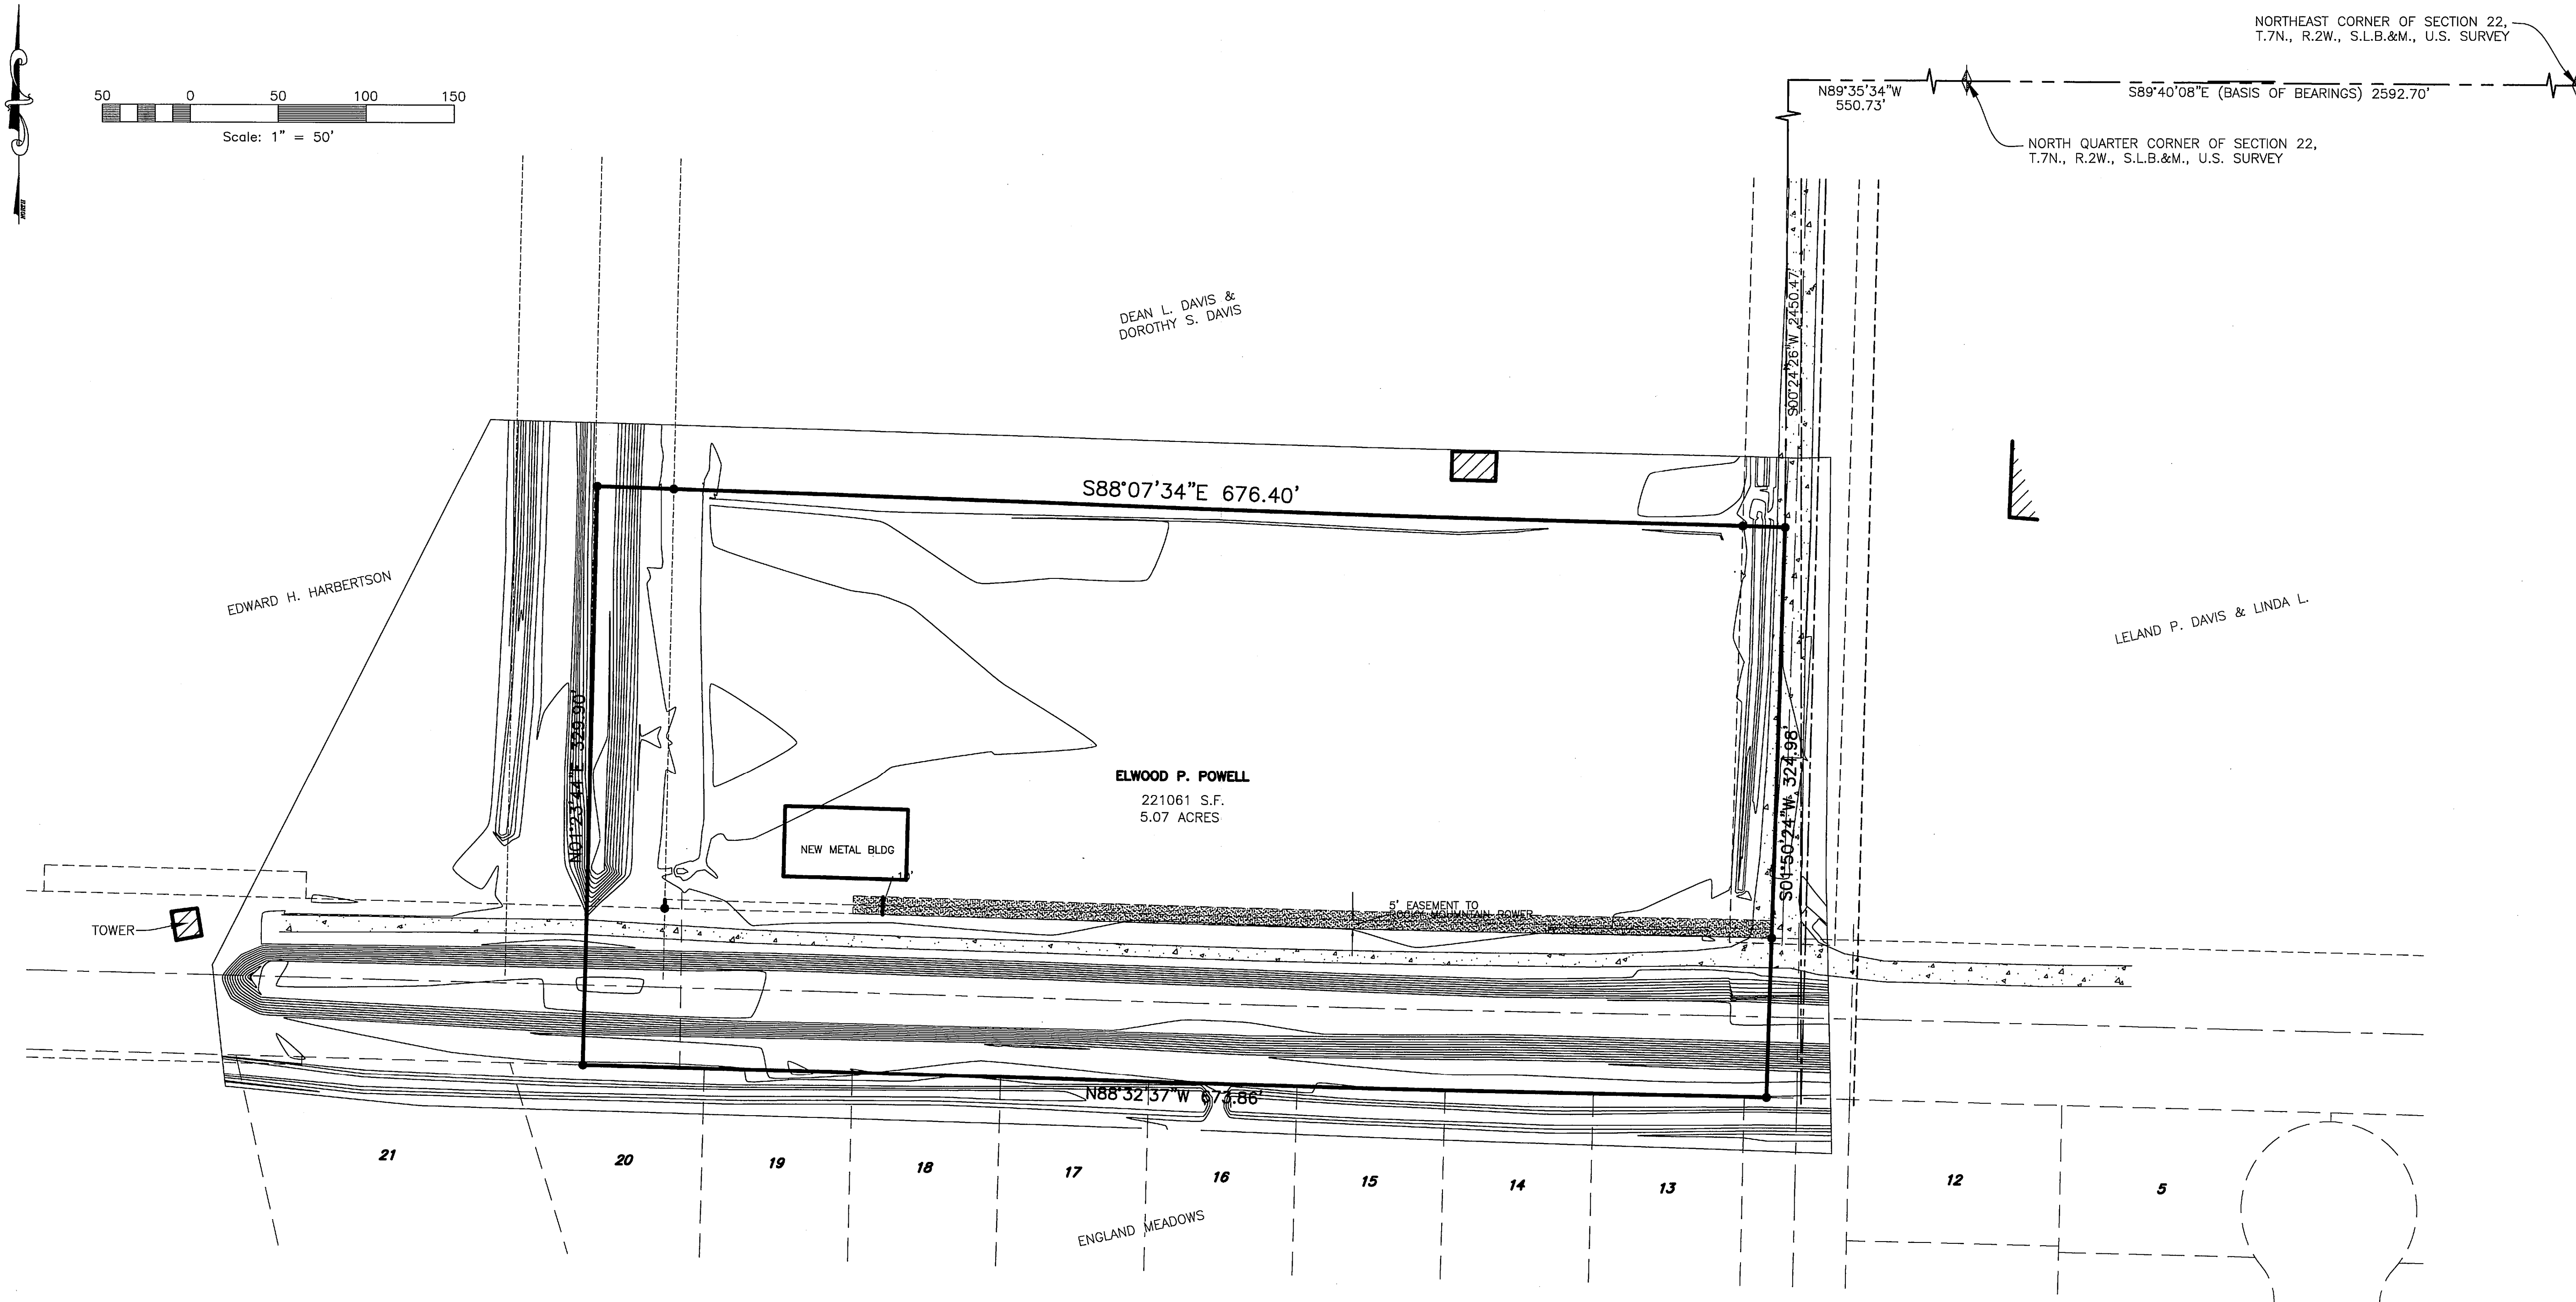 NORTHEAST CORNER OF SECTION 22,
T.7N., R.2W., S.L.B.&M., U.S. SURVEY
50 0 50 100 150
Scale: 1" = 50'
N89°35'34"W
550.73'
S89°40'08"E (BASIS OF BEARINGS) 2592.70'
NORTH QUARTER CORNER OF SECTION 22,
T.7N., R.2W., S.L.B.&M., U.S. SURVEY
DEAN L. DAVIS &
DOROTHY S. DAVIS
S00°24'26"W 2450.47'
S88°07'34"E 676.40'
EDWARD H. HARBERTSON
LELAND P. DAVIS & LINDA L.
N01°23'44"E 329.90'
S01°50'24"W 324.98'
ELWOOD P. POWELL
221061 S.F.
5.07 ACRES
NEW METAL BLDG
5' EASEMENT TO
ROCKY MOUMNTAIN POWER
TOWER
N88°32'37"W 673.86'
21
20
19
18
17
16
15
14
13
12
5
ENGLAND MEADOWS